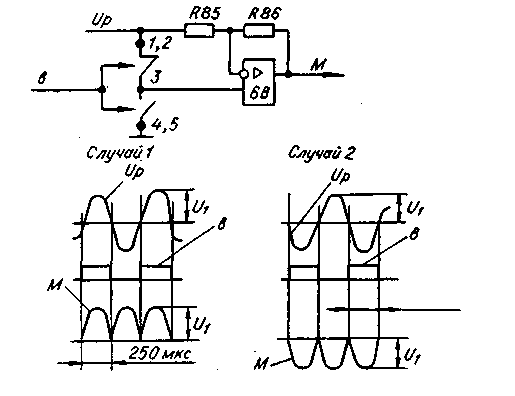 Up R85 R86
1,2
в 3 М
6В
4,5
Случай 1 Случай 2
Up Up
U1 U1
в в
М
U1
250 мкс М U1